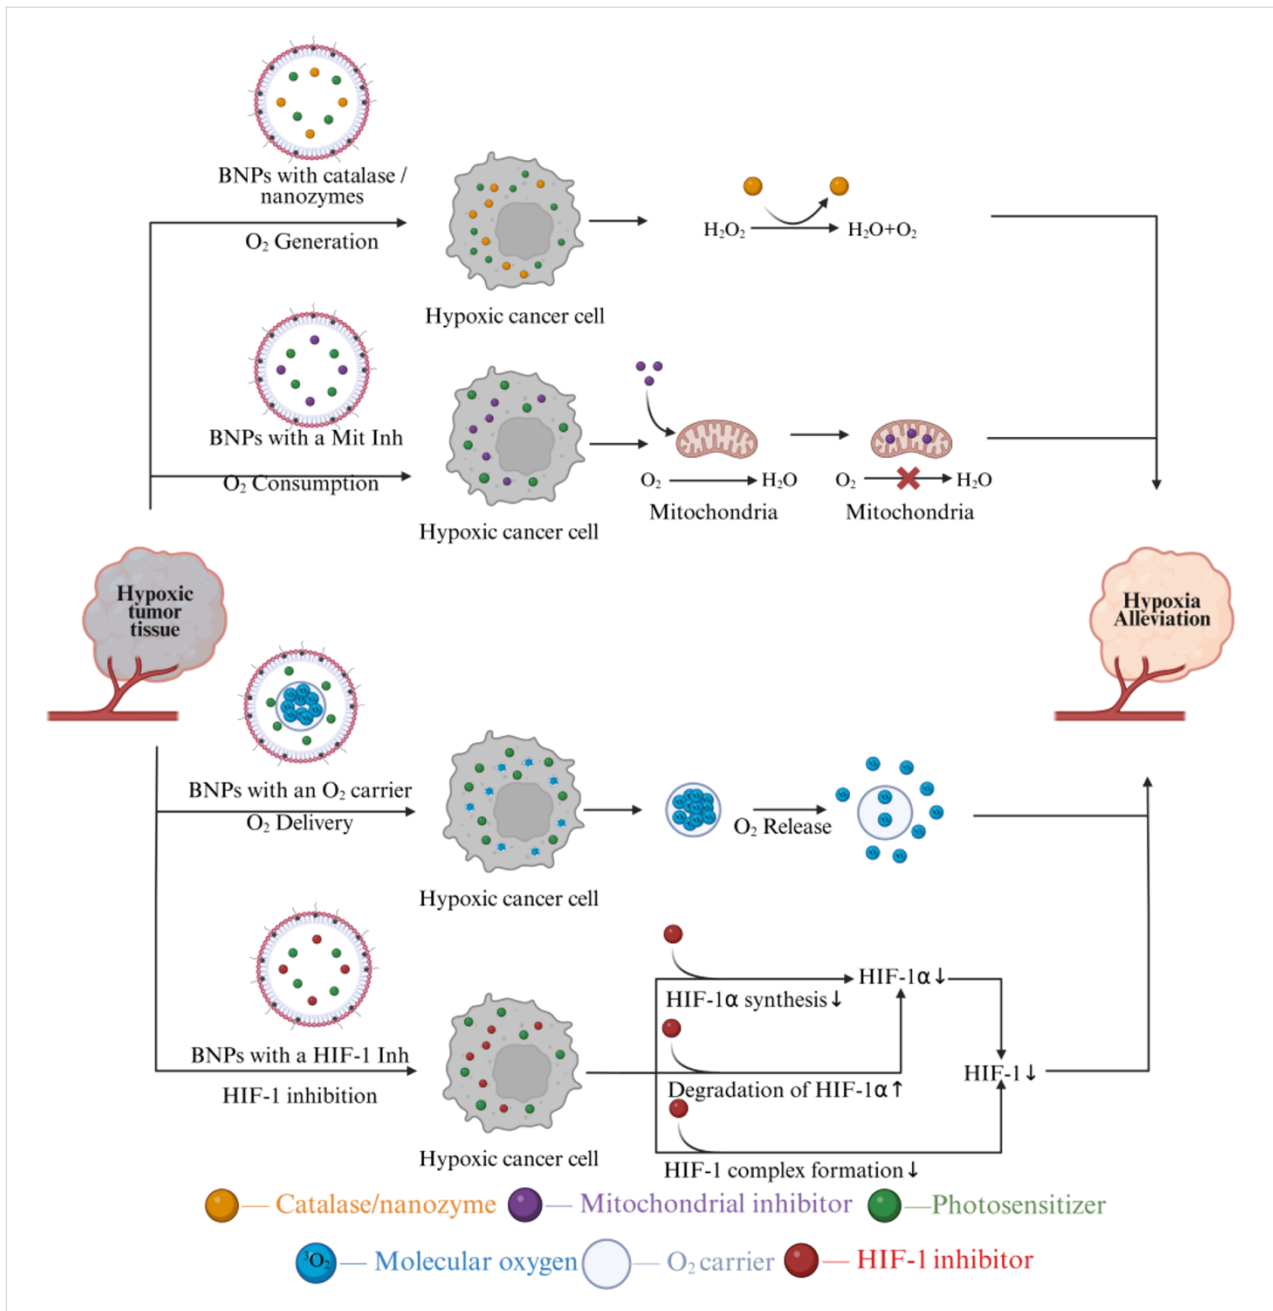 BNPs with catalase /
nanozymes
O₂ Generation
Hypoxic cancer cell
H₂O₂
H₂O+O₂
BNPs with a Mit Inh
O₂ Consumption
Hypoxic cancer cell
O₂
H₂O
Mitochondria
O₂
H₂O
Mitochondria
Hypoxic
tumor
tissue
Hypoxia
Alleviation
BNPs with an O₂ carrier
O₂ Delivery
Hypoxic cancer cell
O₂ Release
BNPs with a HIF-1 Inh
HIF-1 inhibition
Hypoxic cancer cell
HIF-1α synthesis↓
HIF-1α↓
Degradation of HIF-1α↑
HIF-1↓
HIF-1 complex formation↓
Catalase/nanozyme
Mitochondrial inhibitor
Photosensitizer
³O₂
Molecular oxygen
O₂ carrier
HIF-1 inhibitor